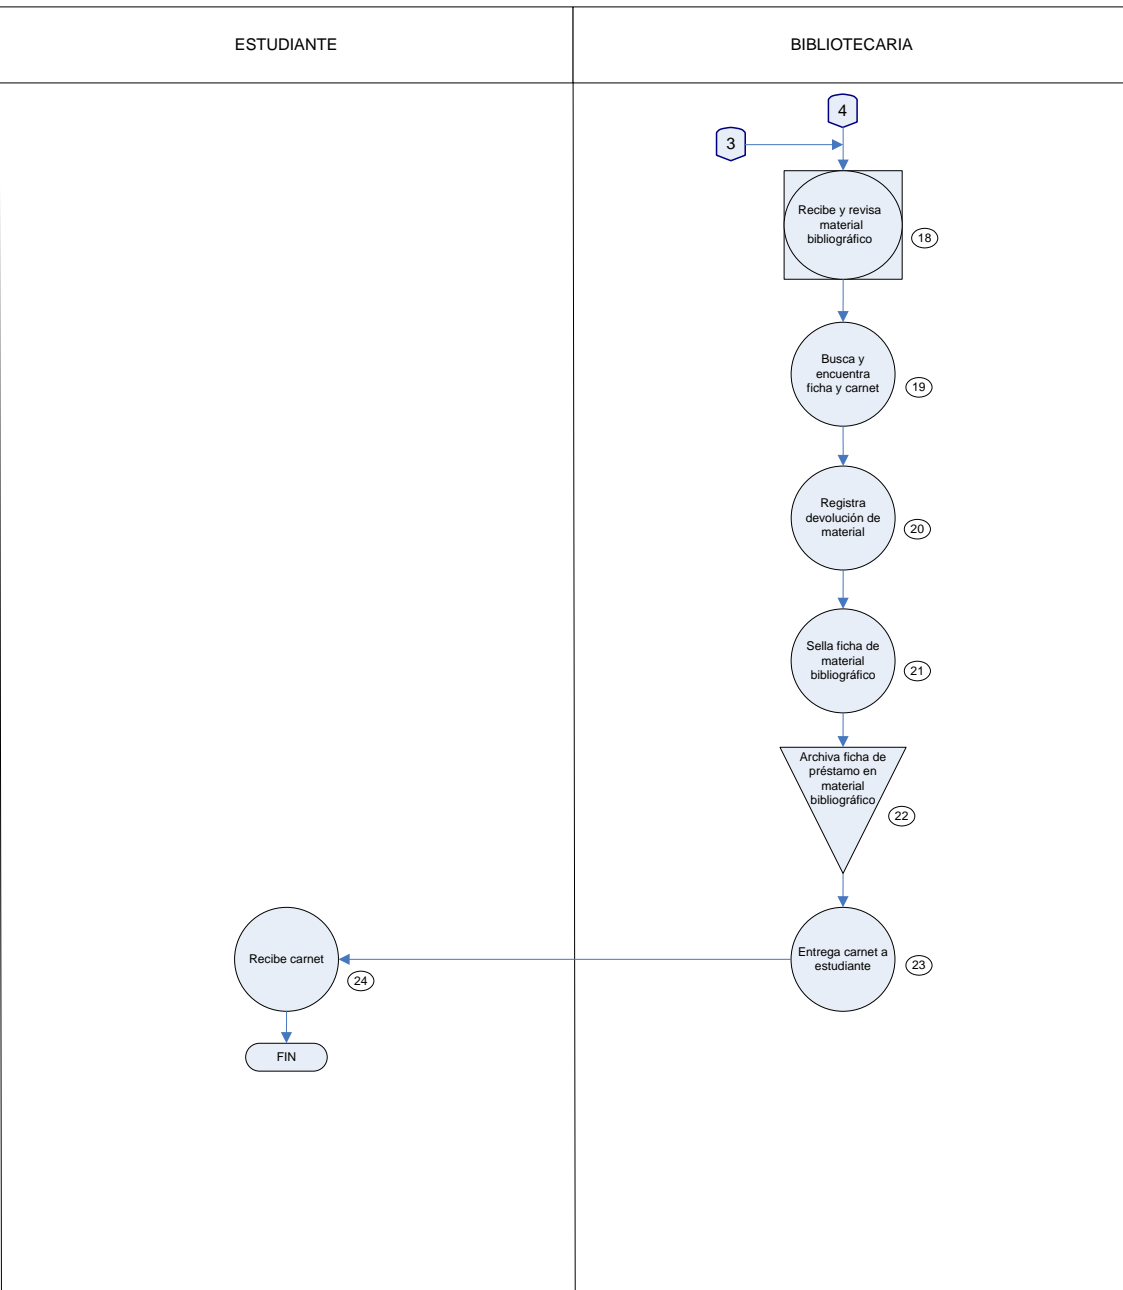 ESTUDIANTE
BIBLIOTECARIA
4
3
Recibe y revisa
material
bibliográfico
18
Busca y
encuentra
ficha y carnet
19
Registra
devolución de
material
20
Sella ficha de
material
bibliográfico
21
Archiva ficha de
préstamo en
material
bibliográfico
22
Entrega carnet a
estudiante
23
Recibe carnet
24
FIN